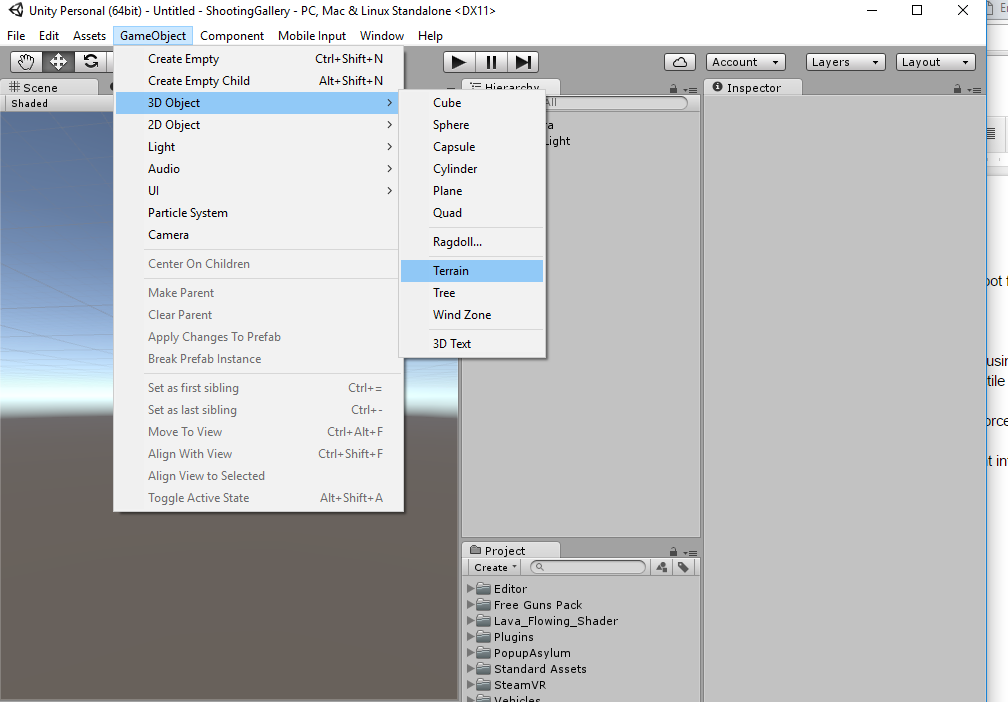 Unity Personal (64bit) - Untitled - ShootingGallery - PC, Mac & Linux Standalone <DX11>
File Edit Assets GameObject Component Mobile Input Window Help
Account Layers Layout
Scene
Shaded
Create Empty Ctrl+Shift+N
Create Empty Child Alt+Shift+N
3D Object
2D Object
Light
Audio
UI
Particle System
Camera
Center On Children
Make Parent
Clear Parent
Apply Changes To Prefab
Break Prefab Instance
Set as first sibling Ctrl+=
Set as last sibling Ctrl+-
Move To View Ctrl+Alt+F
Align With View Ctrl+Shift+F
Align View to Selected
Toggle Active State Alt+Shift+A
Cube
Sphere
Capsule
Cylinder
Plane
Quad
Ragdoll...
Terrain
Tree
Wind Zone
3D Text
Hierarchy
All
Light
Inspector
Project
Create
Editor
Free Guns Pack
Lava_Flowing_Shader
Plugins
PopupAsylum
Standard Assets
SteamVR
Vehicles